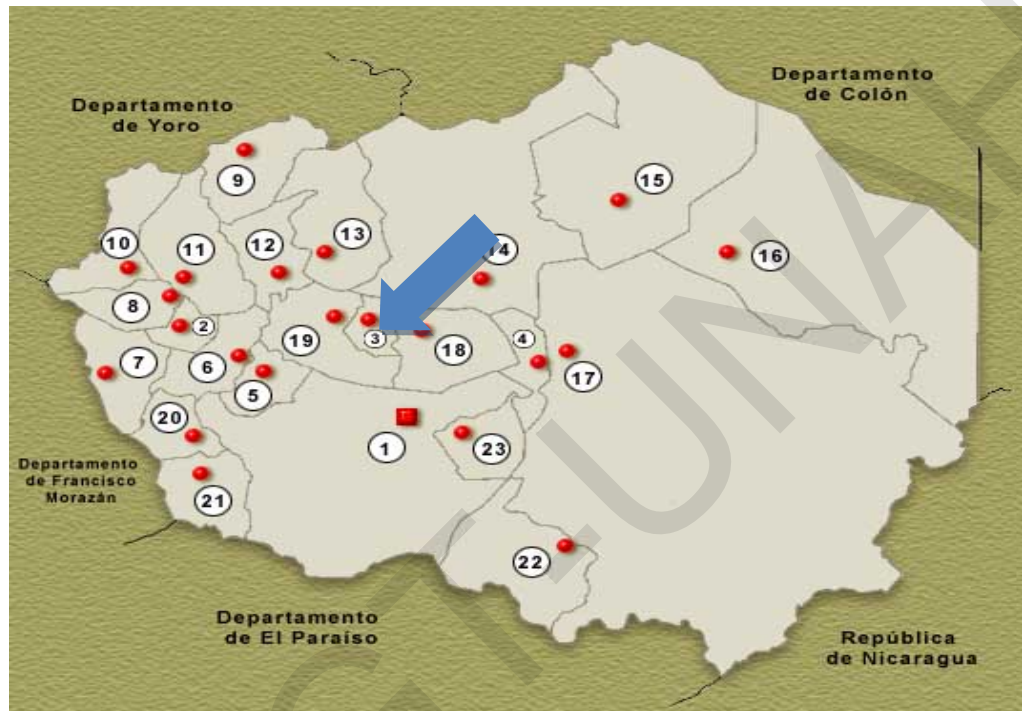 Departamento
de Yoro
Departamento
de Colón
9
15
10
11
12
13
14
16
8
2
19
3
18
4
7
6
5
17
20
1
23
Departamento
de Francisco
Morazán
21
22
Departamento
de El Paraíso
República
de Nicaragua